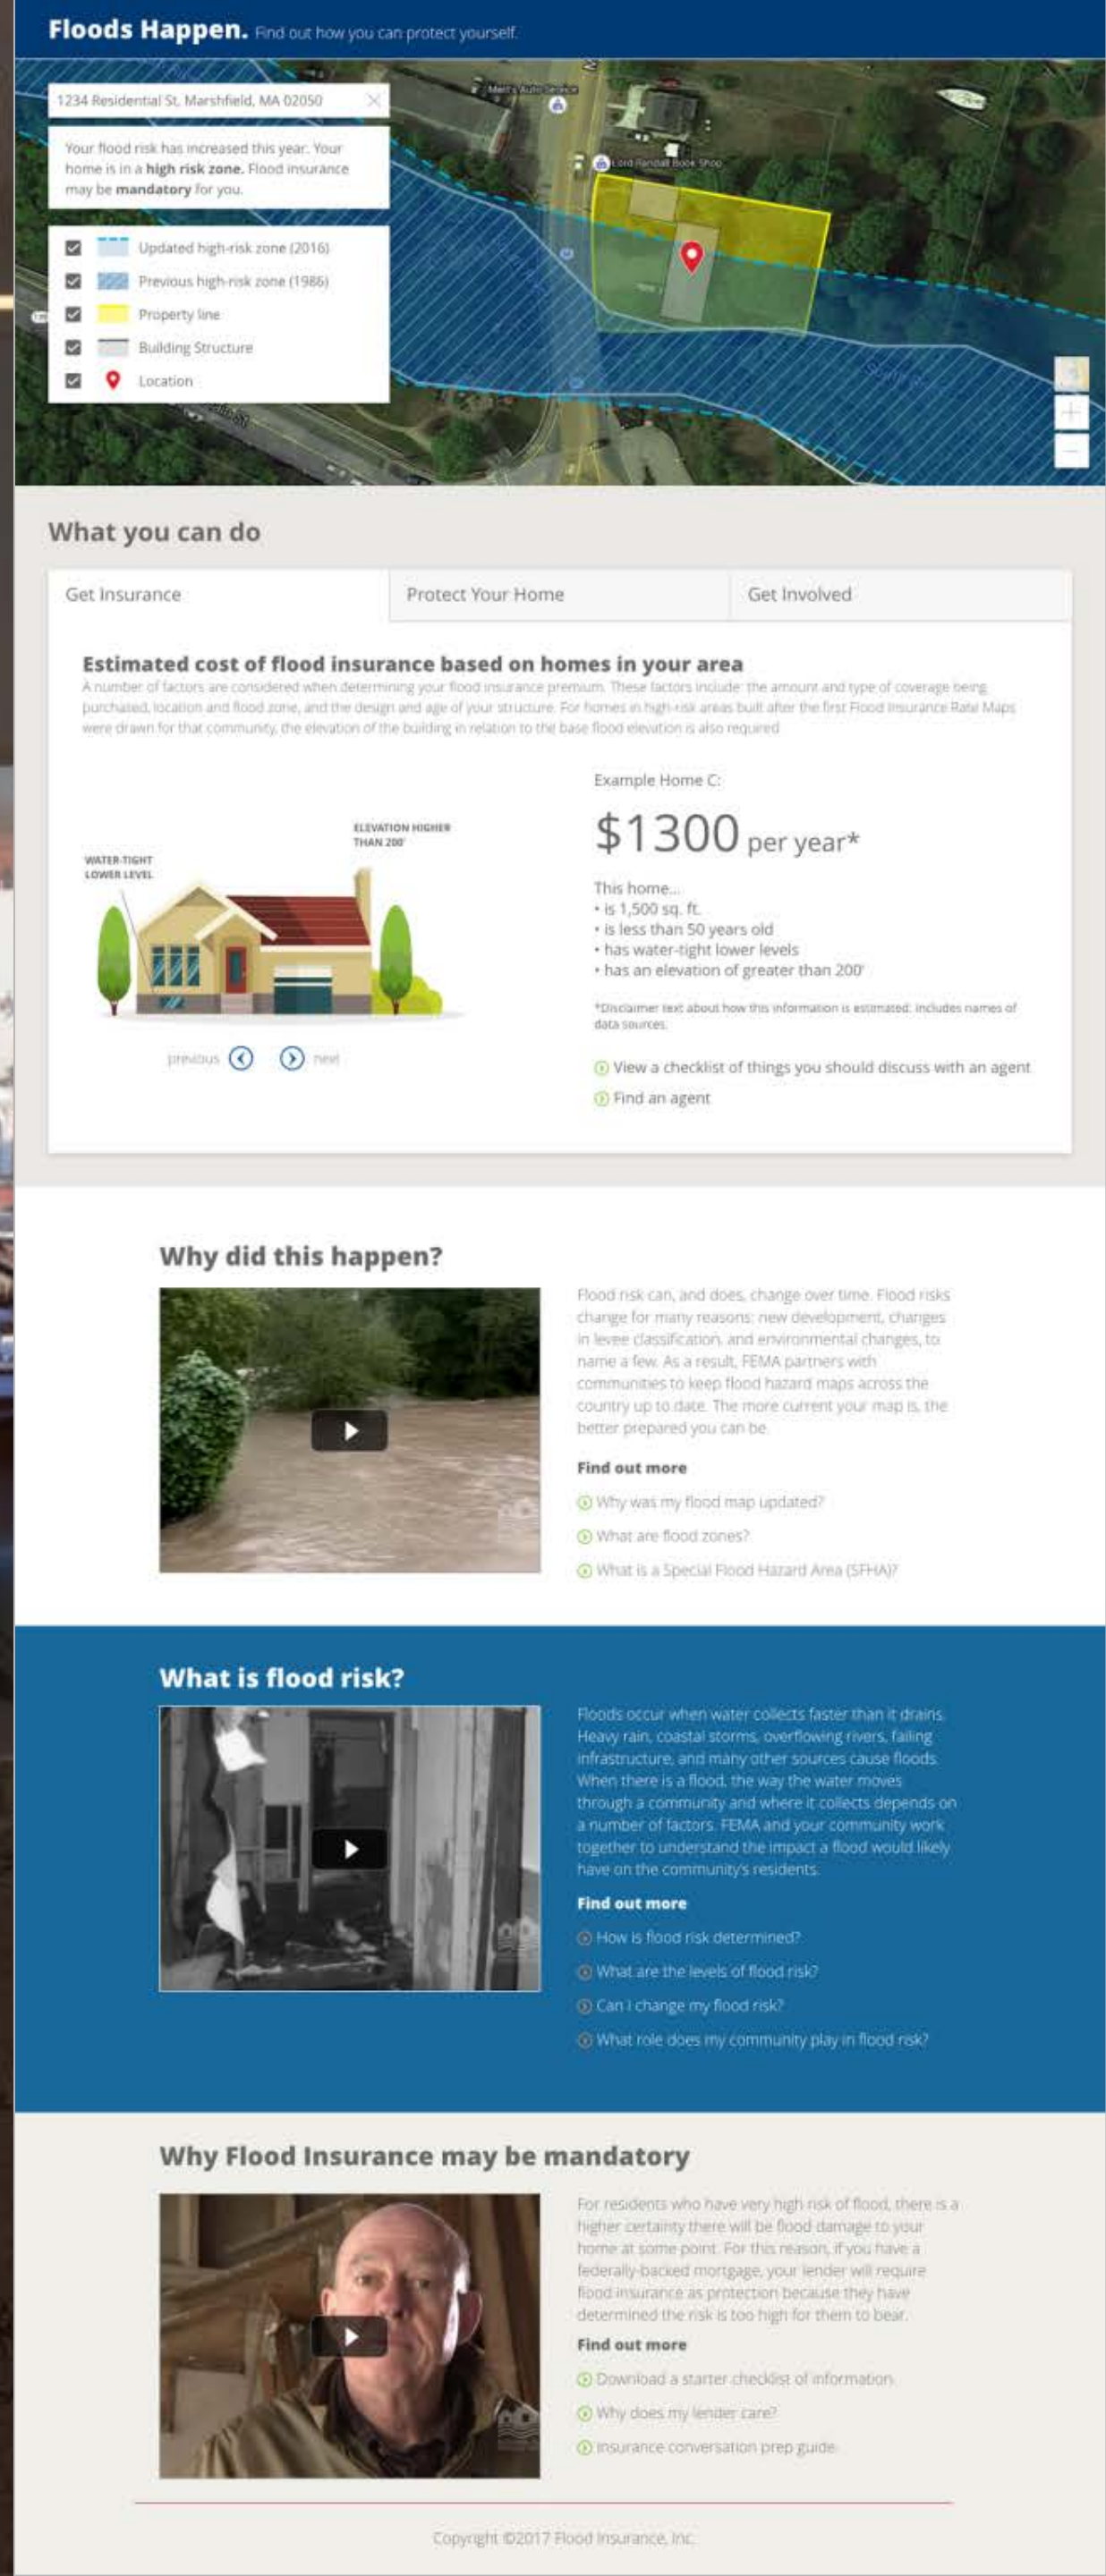 Floods Happen. Find out how you can protect yourself.
Merit's Auto Service
Lord Randall Book Shop
1234 Residential St, Marshfield, MA 02050
Your flood risk has increased this year. Your
home is in a high risk zone. Flood insurance
may be mandatory for you.
Updated high-risk zone (2016)
Previous high-risk zone (1986)
Property line
Building Structure
Location
What you can do
Get Insurance
Protect Your Home
Get Involved
Estimated cost of flood insurance based on homes in your area
A number of factors are considered when determining your flood insurance premium. These factors include: the amount and type of coverage being
purchased, location and flood zone, and the design and age of your structure. For homes in high-risk areas built after the first Flood Insurance Rate Maps
were drawn for that community, the elevation of the building in relation to the base flood elevation is also required
ELEVATION HIGHER
THAN 200'
WATER-TIGHT
LOWER LEVEL
previous
next
Example Home C:
$1300 per year*
This home...
• is 1,500 sq. ft.
• is less than 50 years old
• has water-tight lower levels
• has an elevation of greater than 200'
*Disclaimer text about how this information is estimated. Includes names of
data sources.
View a checklist of things you should discuss with an agent
Find an agent
Why did this happen?
Flood risk can, and does, change over time. Flood risks
change for many reasons: new development, changes
in levee classification, and environmental changes, to
name a few. As a result, FEMA partners with
communities to keep flood hazard maps across the
country up to date. The more current your map is, the
better prepared you can be.
Find out more
Why was my flood map updated?
What are flood zones?
What is a Special Flood Hazard Area (SFHA)?
What is flood risk?
Floods occur when water collects faster than it drains.
Heavy rain, coastal storms, overflowing rivers, failing
infrastructure, and many other sources cause floods.
When there is a flood, the way the water moves
through a community and where it collects depends on
a number of factors. FEMA and your community work
together to understand the impact a flood would likely
have on the community's residents.
Find out more
How is flood risk determined?
What are the levels of flood risk?
Can I change my flood risk?
What role does my community play in flood risk?
Why Flood Insurance may be mandatory
For residents who have very high risk of flood, there is a
higher certainty there will be flood damage to your
home at some point. For this reason, if you have a
federally-backed mortgage, your lender will require
flood insurance as protection because they have
determined the risk is too high for them to bear.
Find out more
Download a starter checklist of information
Why does my lender care?
Insurance conversation prep guide
Copyright ©2017 Flood Insurance, Inc.